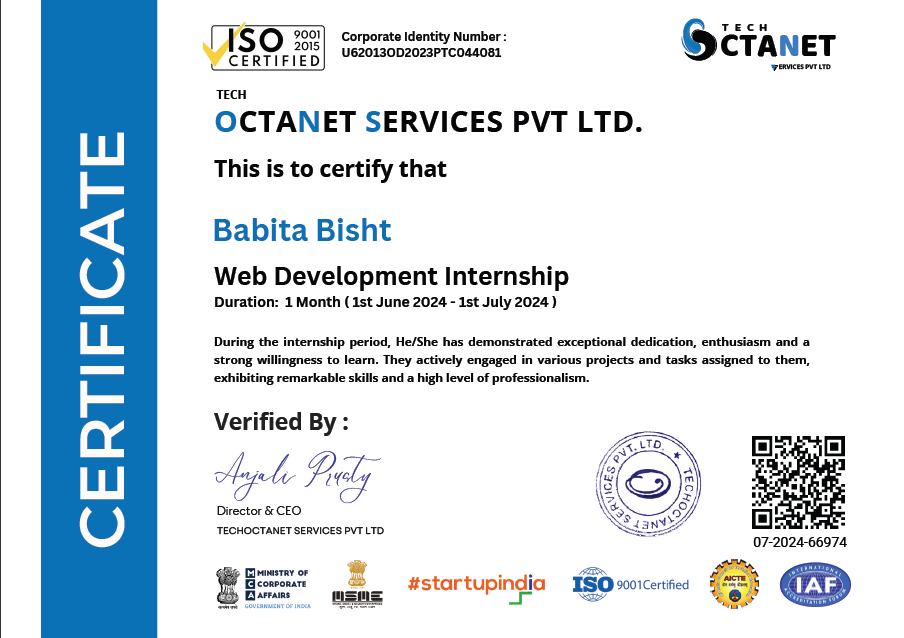 CERTIFICATE
ISO 9001
2015
CERTIFIED
Corporate Identity Number :
U62013OD2023PTC044081
TECH
OCTANET
SERVICES PVT LTD
TECH
OCTANET SERVICES PVT LTD.
This is to certify that
Babita Bisht
Web Development Internship
Duration: 1 Month ( 1st June 2024 - 1st July 2024 )
During the internship period, He/She has demonstrated exceptional dedication, enthusiasm and a
strong willingness to learn. They actively engaged in various projects and tasks assigned to them,
exhibiting remarkable skills and a high level of professionalism.
Verified By :
Anjali Prusty
Director & CEO
TECHOCTANET SERVICES PVT LTD
TECHOCTANET SERVICES PVT. LTD.
07-2024-66974
MINISTRY OF
CORPORATE
AFFAIRS
GOVERNMENT OF INDIA
MSME
#startupindia
ISO 9001Certified
AICTE
INTERNATIONAL
IAF
ACCREDITATION FORUM